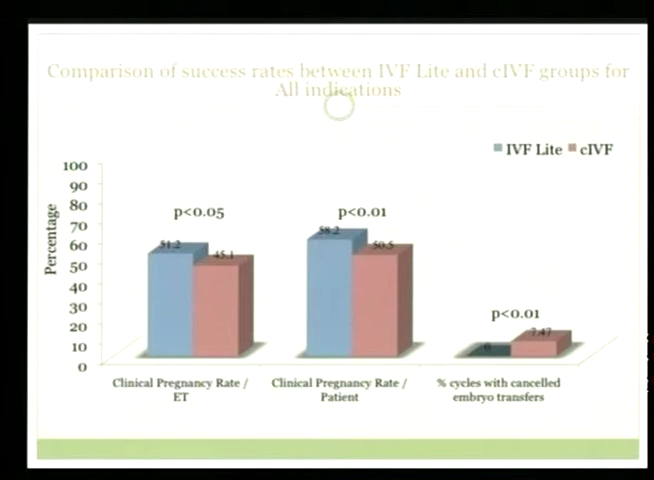 Comparison of success rates between IVF Lite and cIVF groups for
All indications
IVF Lite cIVF
Percentage
100
90
80
70
60
50
40
30
20
10
0
p<0.05
p<0.01
p<0.01
51.2
45.1
58.2
50.5
0
7.47
Clinical Pregnancy Rate /
ET
Clinical Pregnancy Rate /
Patient
% cycles with cancelled
embryo transfers